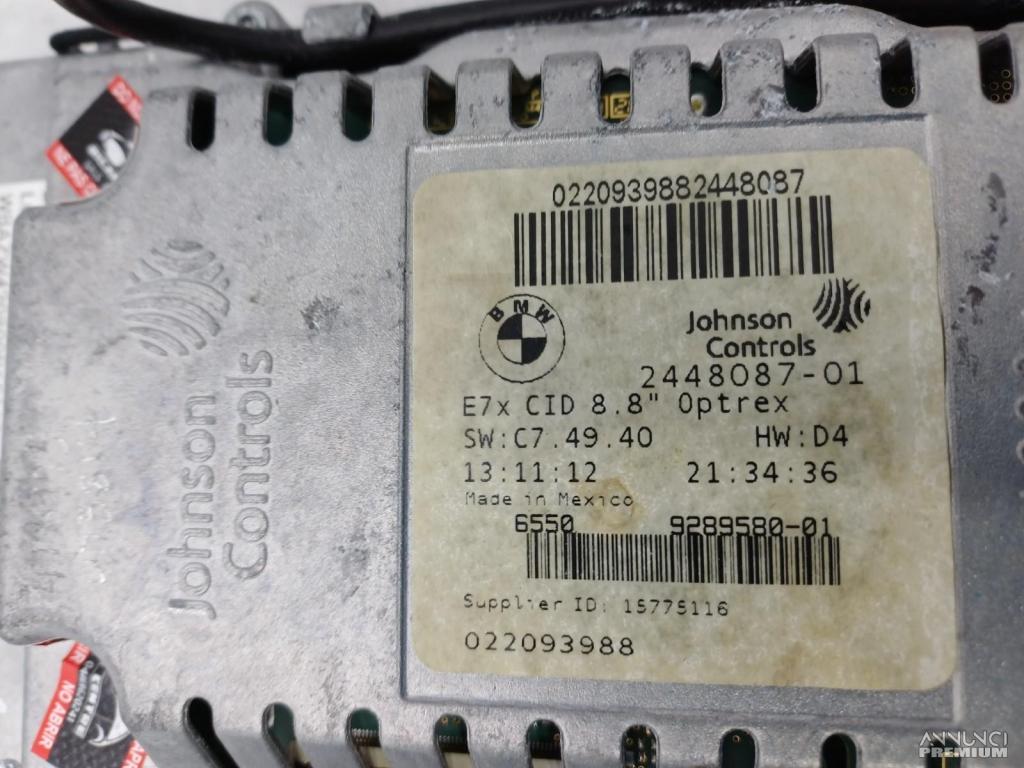 0220939882448087
BMW
Johnson
Controls
2448087-01
E7x CID 8.8" Optrex
SW:C7.49.40 HW:D4
13:11:12 21:34:36
Made in Mexico
6550 9289580-01
Supplier ID: 15775116
022093988
Johnson
Controls
NO ABRIR
ANNUNCI
PREMIUM